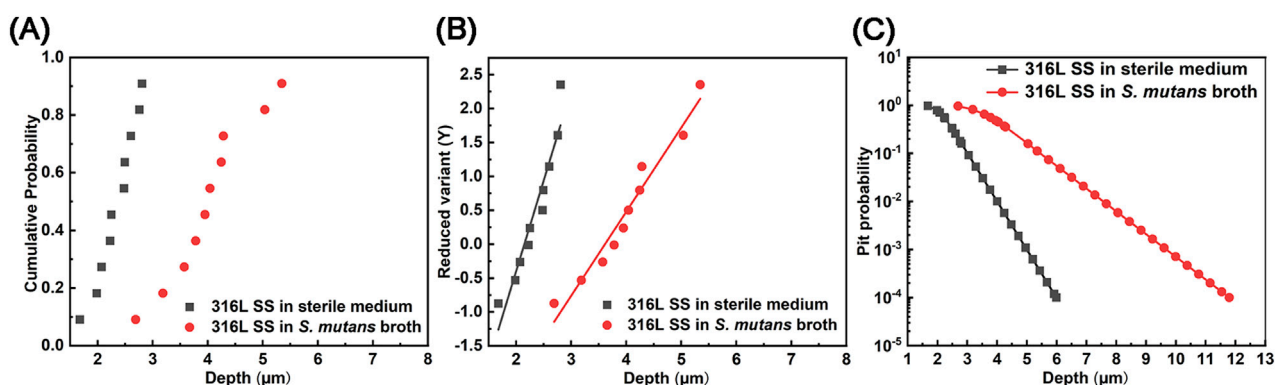 (A)
1.0
0.8
0.6
0.4
0.2
0.0
Cumulative Probability
2 3 4 5 6 7 8
Depth (μm)
316L SS in sterile medium
316L SS in S. mutans broth
(B)
2.5
2.0
1.5
1.0
0.5
0.0
-0.5
-1.0
-1.5
Reduced variant (Y)
2 3 4 5 6 7 8
Depth (μm)
316L SS in sterile medium
316L SS in S. mutans broth
(C)
10¹
10⁰
10⁻¹
10⁻²
10⁻³
10⁻⁴
10⁻⁵
Pit probability
1 2 3 4 5 6 7 8 9 10 11 12 13
Depth (μm)
316L SS in sterile medium
316L SS in S. mutans broth